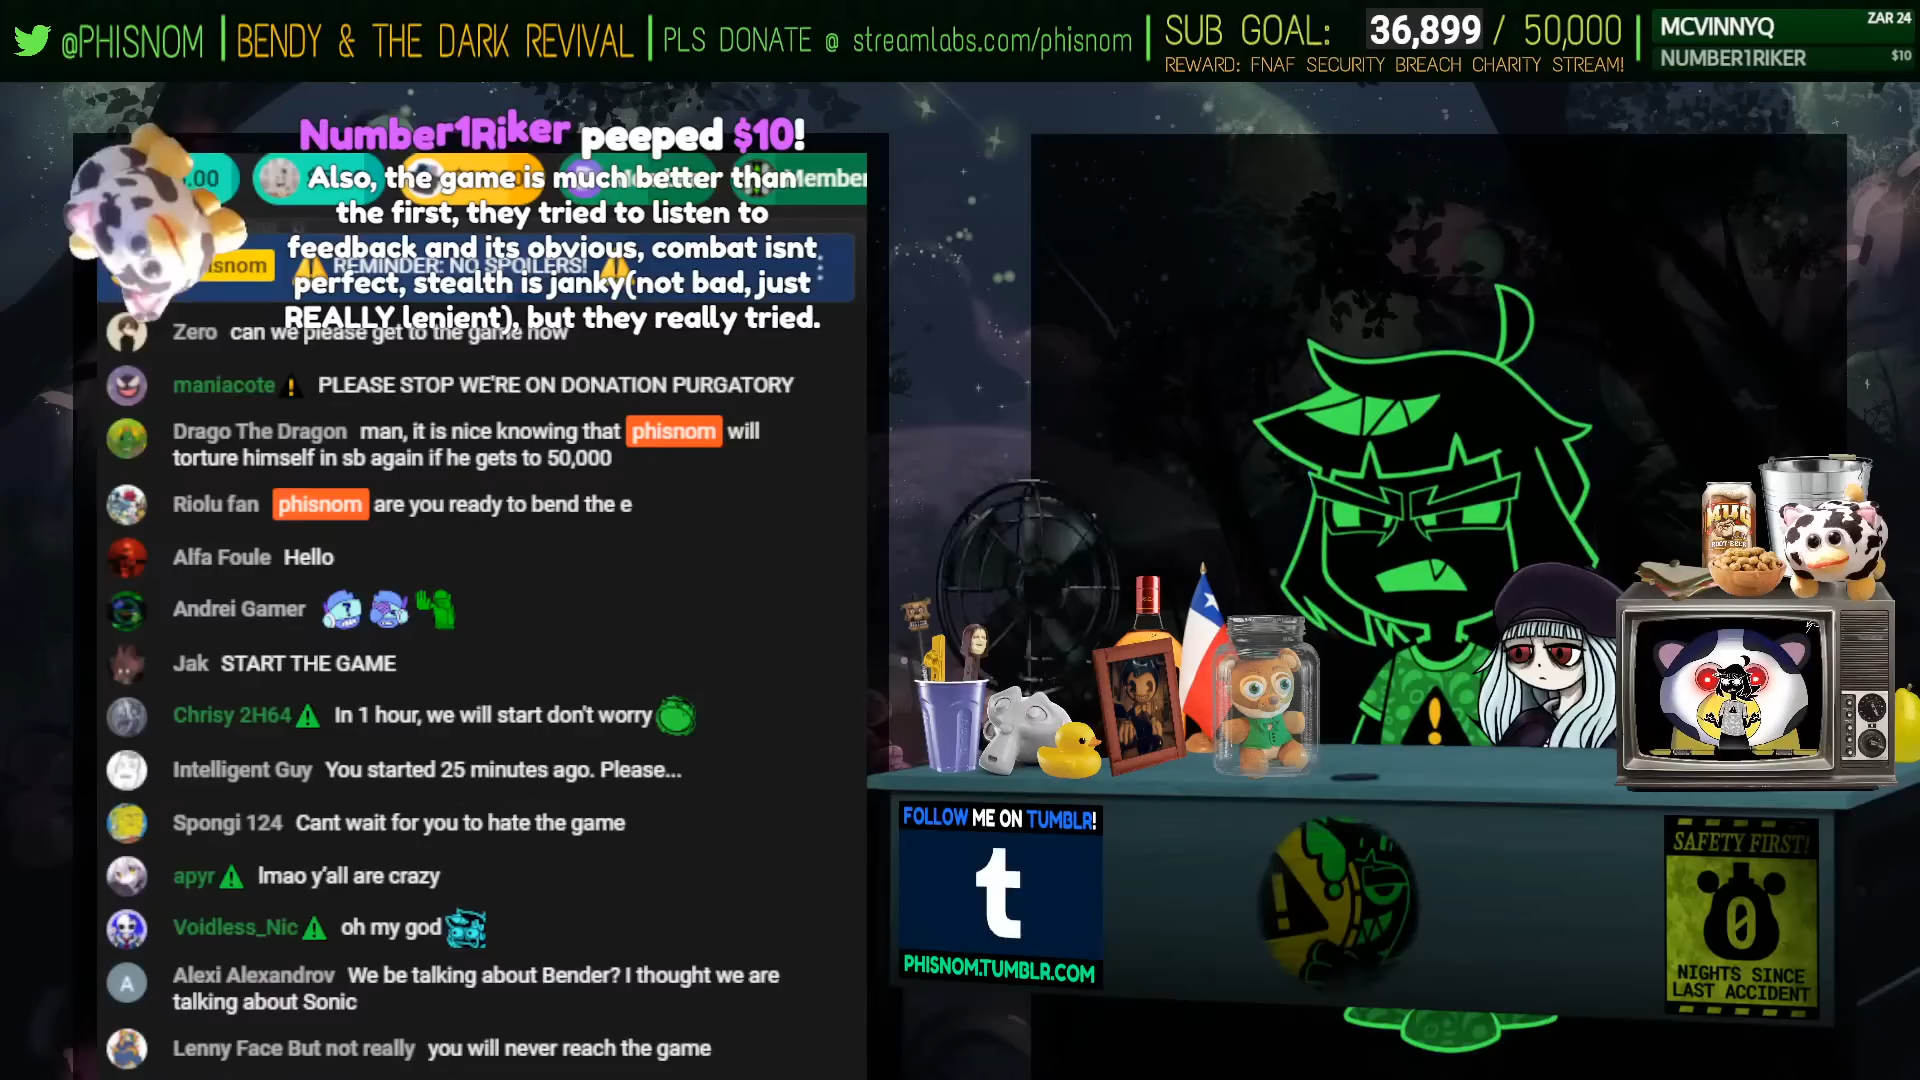 @PHISNOM
BENDY & THE DARK REVIVAL
PLS DONATE @ streamlabs.com/phisnom
SUB GOAL: 36,899 / 50,000
REWARD: FNAF SECURITY BREACH CHARITY STREAM!
MCVINNYQ ZAR 24
NUMBER1RIKER $10
Number1Riker peeped $10!
Also, the game is much better than
the first, they tried to listen to
feedback and its obvious, combat isnt
perfect, stealth is janky(not bad, just
REALLY lenient), but they really tried.
.00
Member
isnom REMINDER: NO SPOILERS!
Zero can we please get to the game now
maniacote PLEASE STOP WE'RE ON DONATION PURGATORY
Drago The Dragon man, it is nice knowing that phisnom will
torture himself in sb again if he gets to 50,000
Riolu fan phisnom are you ready to bend the e
Alfa Foule Hello
Andrei Gamer
Jak START THE GAME
Chrisy 2H64 In 1 hour, we will start don't worry
Intelligent Guy You started 25 minutes ago. Please...
Spongi 124 Cant wait for you to hate the game
apyr lmao y'all are crazy
Voidless_Nic oh my god
A Alexi Alexandrov We be talking about Bender? I thought we are
talking about Sonic
Lenny Face But not really you will never reach the game
MUG
ROOT BEER
FOLLOW ME ON TUMBLR!
t
PHISNOM.TUMBLR.COM
SAFETY FIRST!
0
NIGHTS SINCE
LAST ACCIDENT